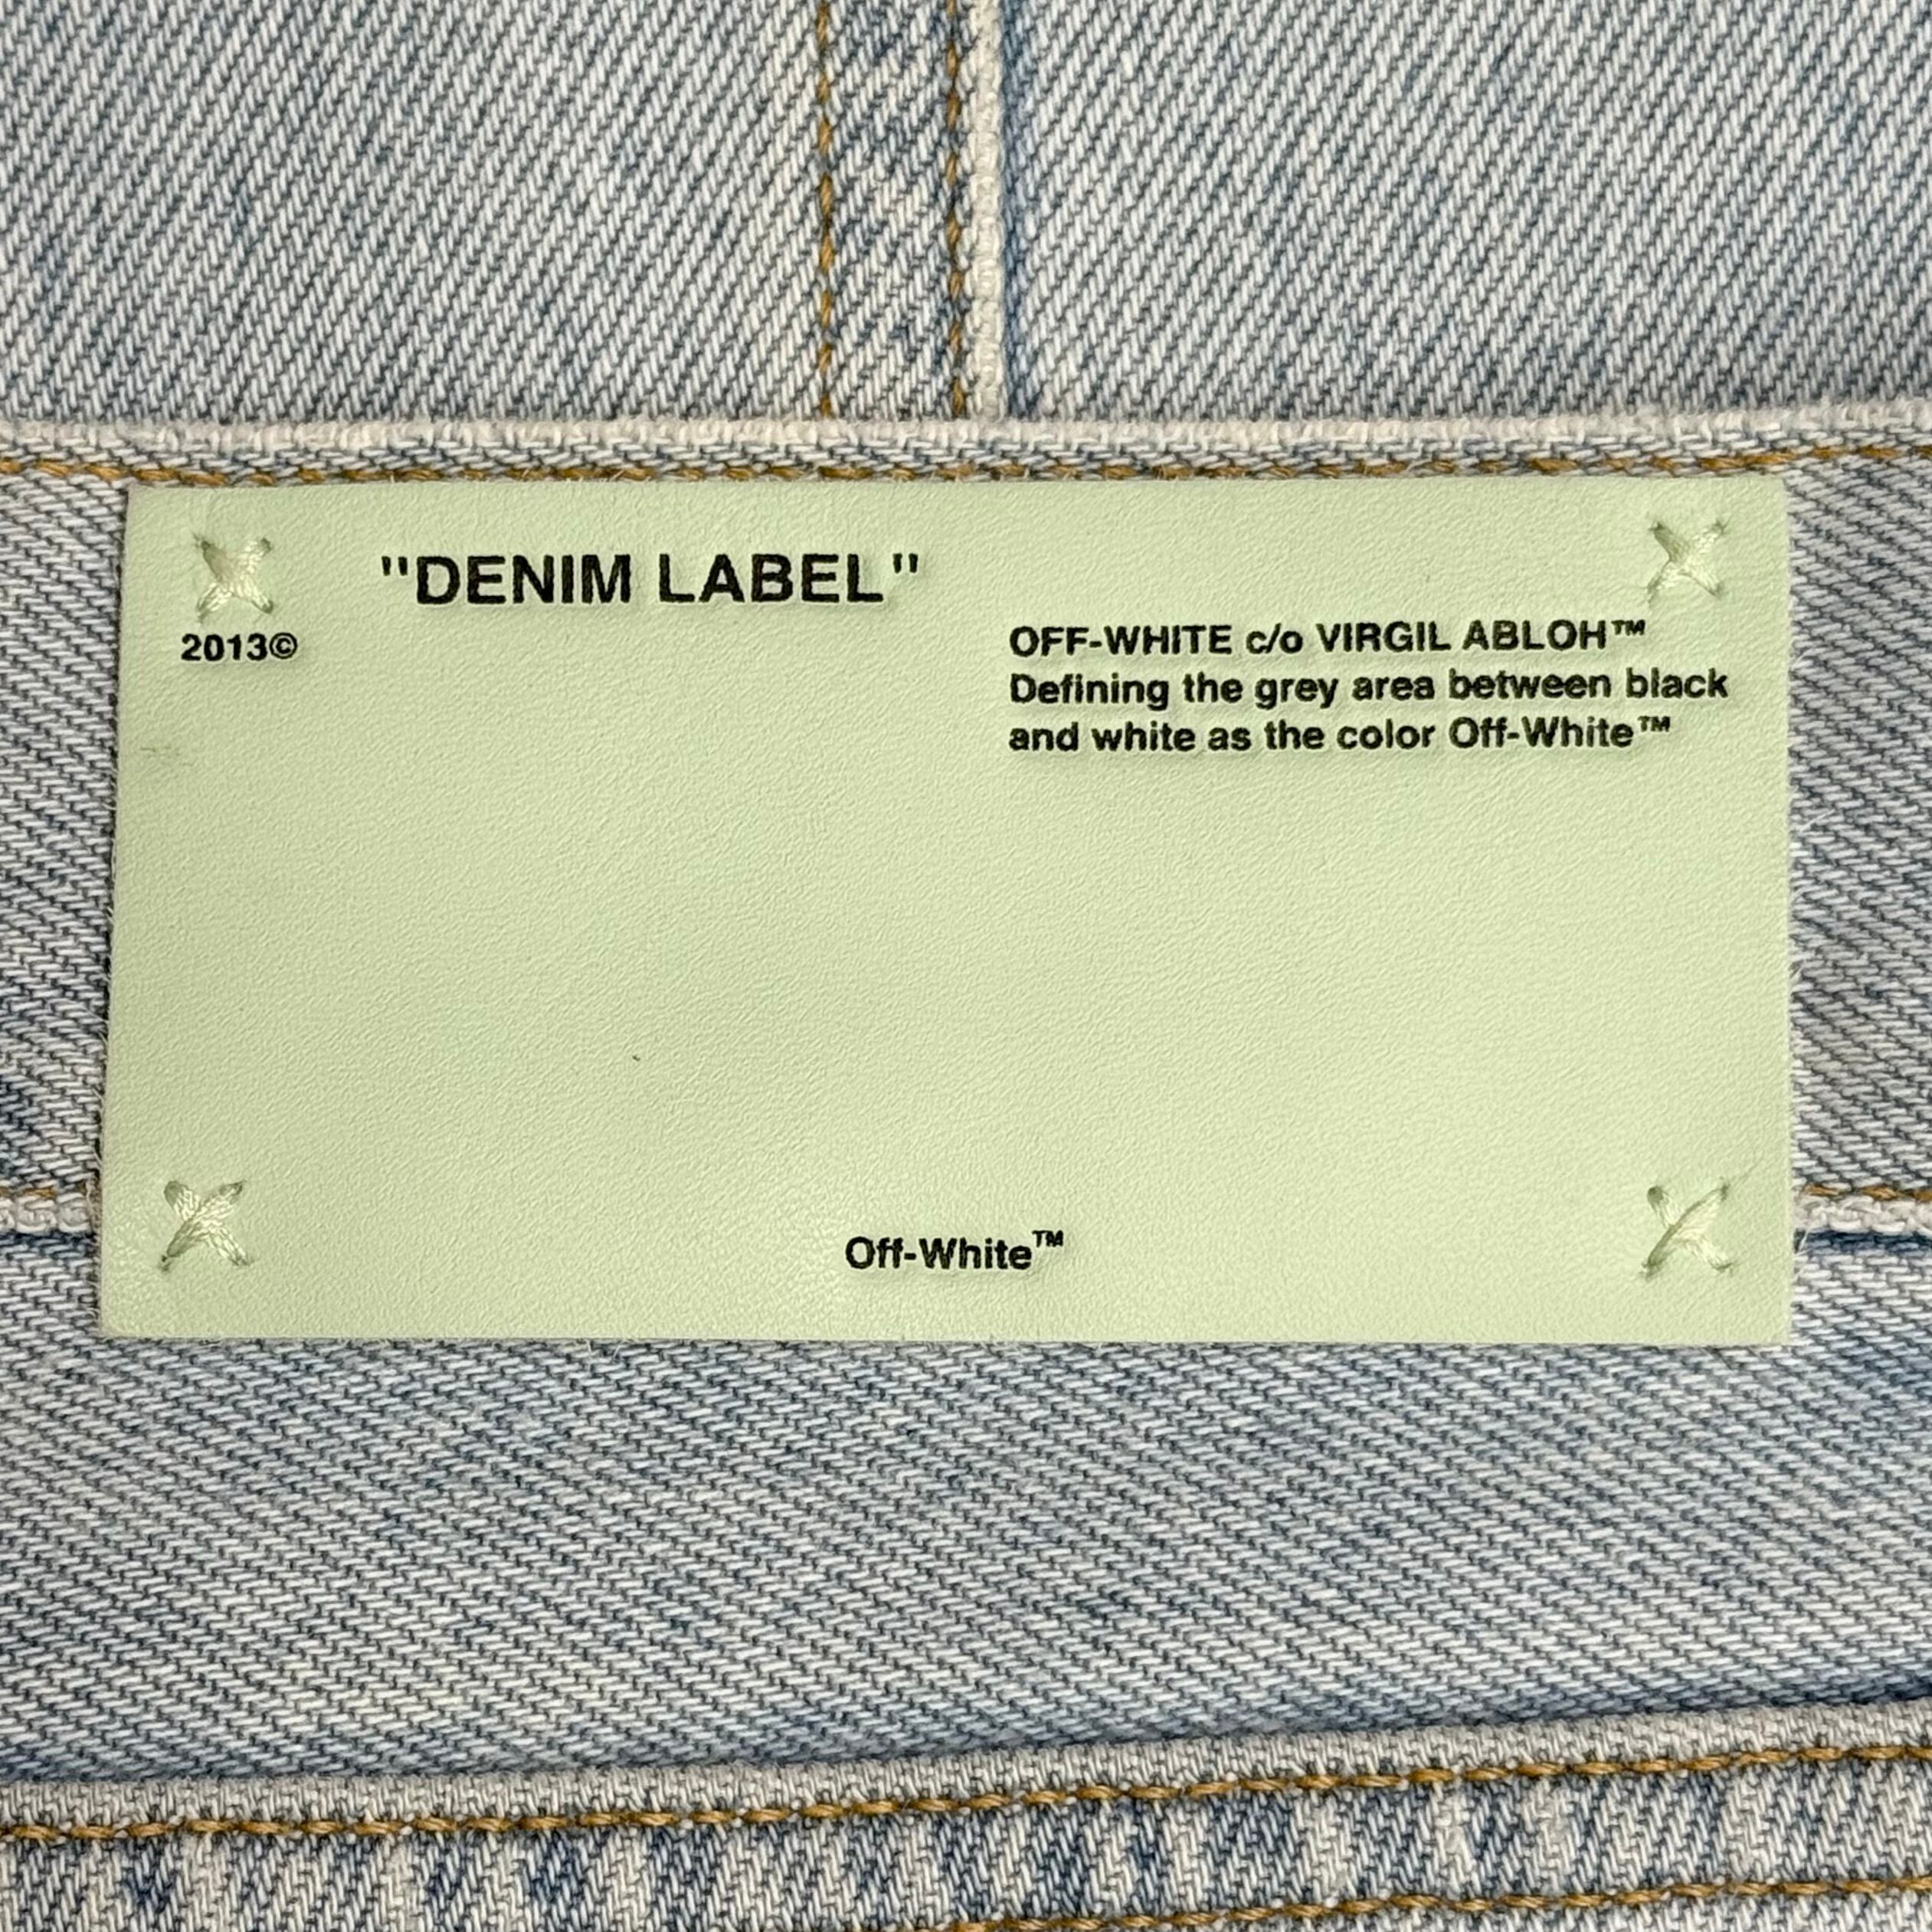 "DENIM LABEL"
2013©
OFF-WHITE c/o VIRGIL ABLOH™
Defining the grey area between black
and white as the color Off-White™
Off-White™